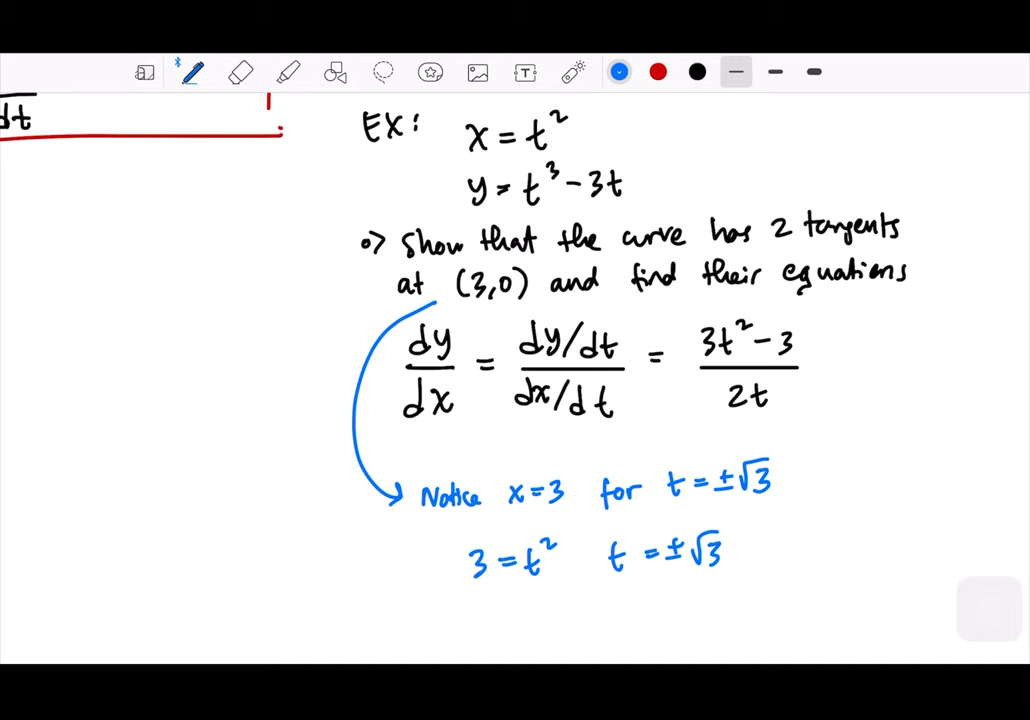 dt
EX: x = t²
y = t³ - 3t
•> Show that the curve has 2 tangents
at (3,0) and find their equations
dy/dx = (dy/dt)/(dx/dt) = (3t² - 3)/2t
Notice x = 3 for t = ±√3
3 = t² t = ±√3